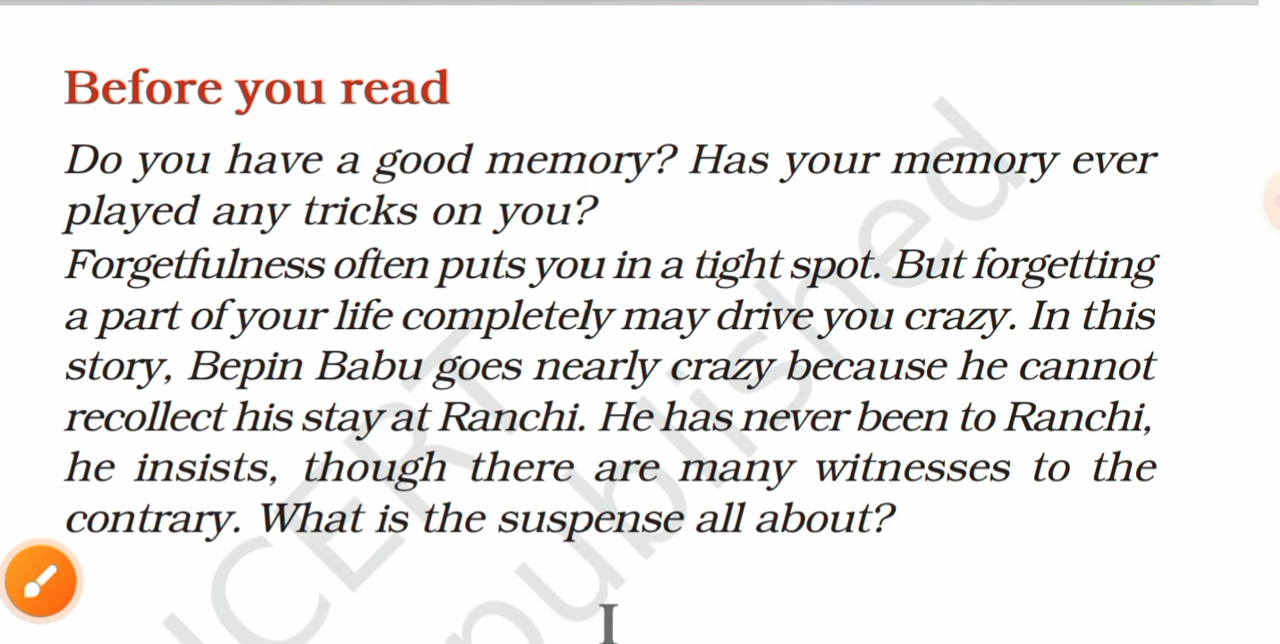 Before you read
Do you have a good memory? Has your memory ever
played any tricks on you?
Forgetfulness often puts you in a tight spot. But forgetting
a part of your life completely may drive you crazy. In this
story, Bepin Babu goes nearly crazy because he cannot
recollect his stay at Ranchi. He has never been to Ranchi,
he insists, though there are many witnesses to the
contrary. What is the suspense all about?
I